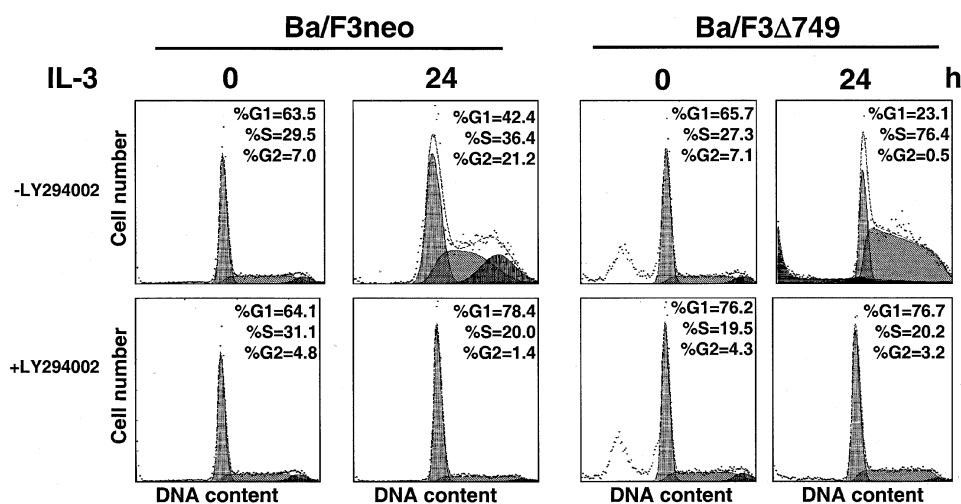 Ba/F3neo Ba/F3Δ749
IL-3 0 24 0 24 h
-LY294002
Cell number
%G1=63.5
%S=29.5
%G2=7.0
%G1=42.4
%S=36.4
%G2=21.2
%G1=65.7
%S=27.3
%G2=7.1
%G1=23.1
%S=76.4
%G2=0.5
+LY294002
Cell number
%G1=64.1
%S=31.1
%G2=4.8
%G1=78.4
%S=20.0
%G2=1.4
%G1=76.2
%S=19.5
%G2=4.3
%G1=76.7
%S=20.2
%G2=3.2
DNA content DNA content DNA content DNA content